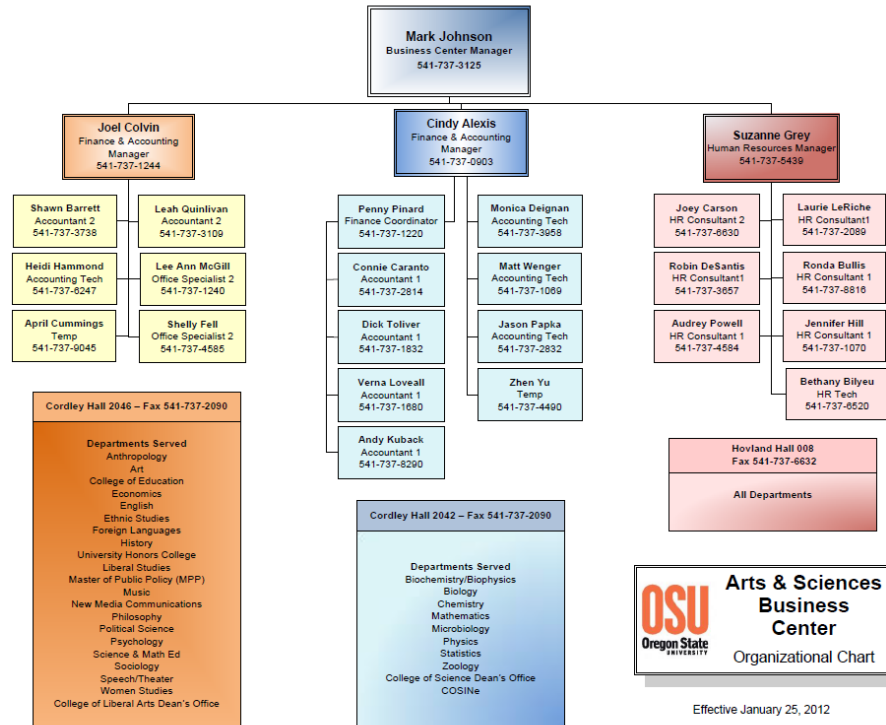 Mark Johnson
Business Center Manager
541-737-3125
Joel Colvin
Finance & Accounting
Manager
541-737-1244
Cindy Alexis
Finance & Accounting
Manager
541-737-0903
Suzanne Grey
Human Resources Manager
541-737-5439
Shawn Barrett
Accountant 2
541-737-3738
Leah Quinlivan
Accountant 2
541-737-3109
Heidi Hammond
Accounting Tech
541-737-6247
Lee Ann McGill
Office Specialist 2
541-737-1240
April Cummings
Temp
541-737-9045
Shelly Fell
Office Specialist 2
541-737-4585
Penny Pinard
Finance Coordinator
541-737-1220
Monica Deignan
Accounting Tech
541-737-3958
Connie Caranto
Accountant 1
541-737-2814
Matt Wenger
Accounting Tech
541-737-1069
Dick Toliver
Accountant 1
541-737-1832
Jason Papka
Accounting Tech
541-737-2832
Verna Loveall
Accountant 1
541-737-1680
Zhen Yu
Temp
541-737-4490
Andy Kuback
Accountant 1
541-737-8290
Joey Carson
HR Consultant 2
541-737-6630
Laurie LeRiche
HR Consultant1
541-737-2089
Robin DeSantis
HR Consultant1
541-737-3657
Ronda Bullis
HR Consultant 1
541-737-8816
Audrey Powell
HR Consultant 1
541-737-4584
Jennifer Hill
HR Consultant 1
541-737-1070
Bethany Bilyeu
HR Tech
541-737-6520
Cordley Hall 2046 – Fax 541-737-2090
Departments Served
Anthropology
Art
College of Education
Economics
English
Ethnic Studies
Foreign Languages
History
University Honors College
Liberal Studies
Master of Public Policy (MPP)
Music
New Media Communications
Philosophy
Political Science
Psychology
Science & Math Ed
Sociology
Speech/Theater
Women Studies
College of Liberal Arts Dean's Office
Cordley Hall 2042 – Fax 541-737-2090
Departments Served
Biochemistry/Biophysics
Biology
Chemistry
Mathematics
Microbiology
Physics
Statistics
Zoology
College of Science Dean's Office
COSINe
Hovland Hall 008
Fax 541-737-6632
All Departments
OSU
Oregon State
UNIVERSITY
Arts & Sciences
Business
Center
Organizational Chart
Effective January 25, 2012